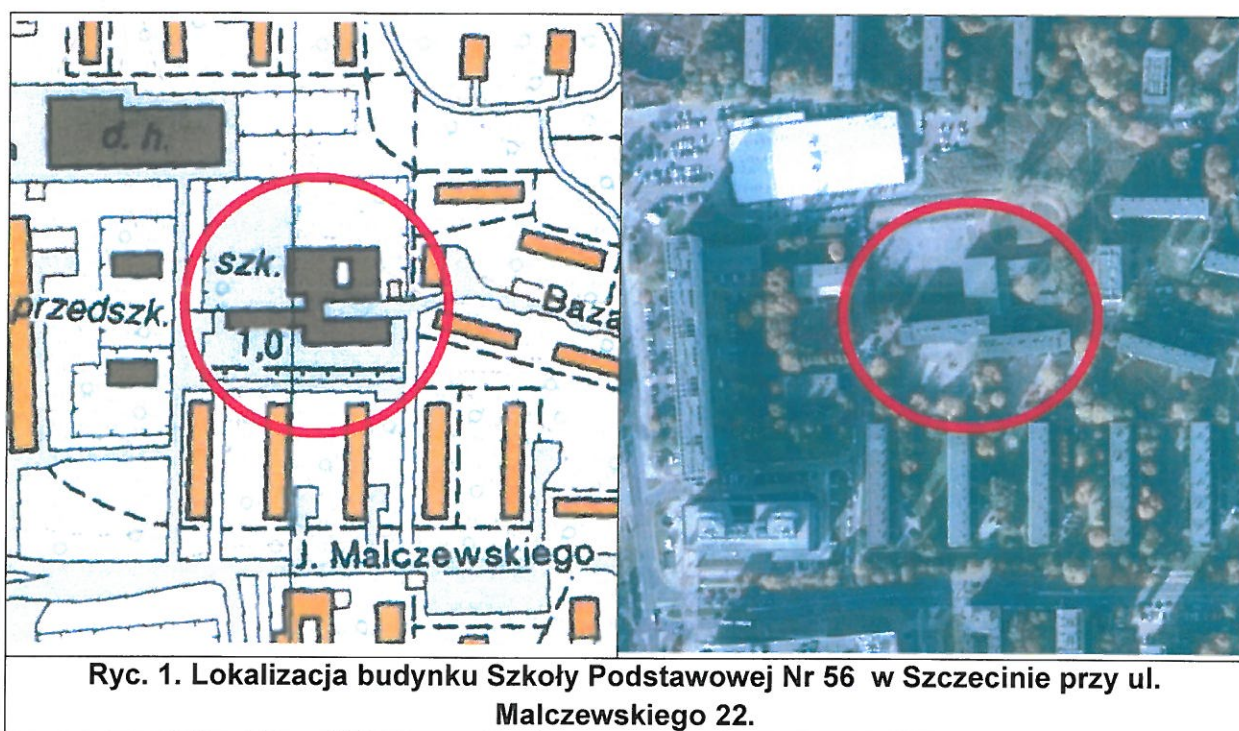 d. h.
szk.
przedszk.
Baza
1,0
J. Malczewskiego
Ryc. 1. Lokalizacja budynku Szkoły Podstawowej Nr 56 w Szczecinie przy ul.
Malczewskiego 22.